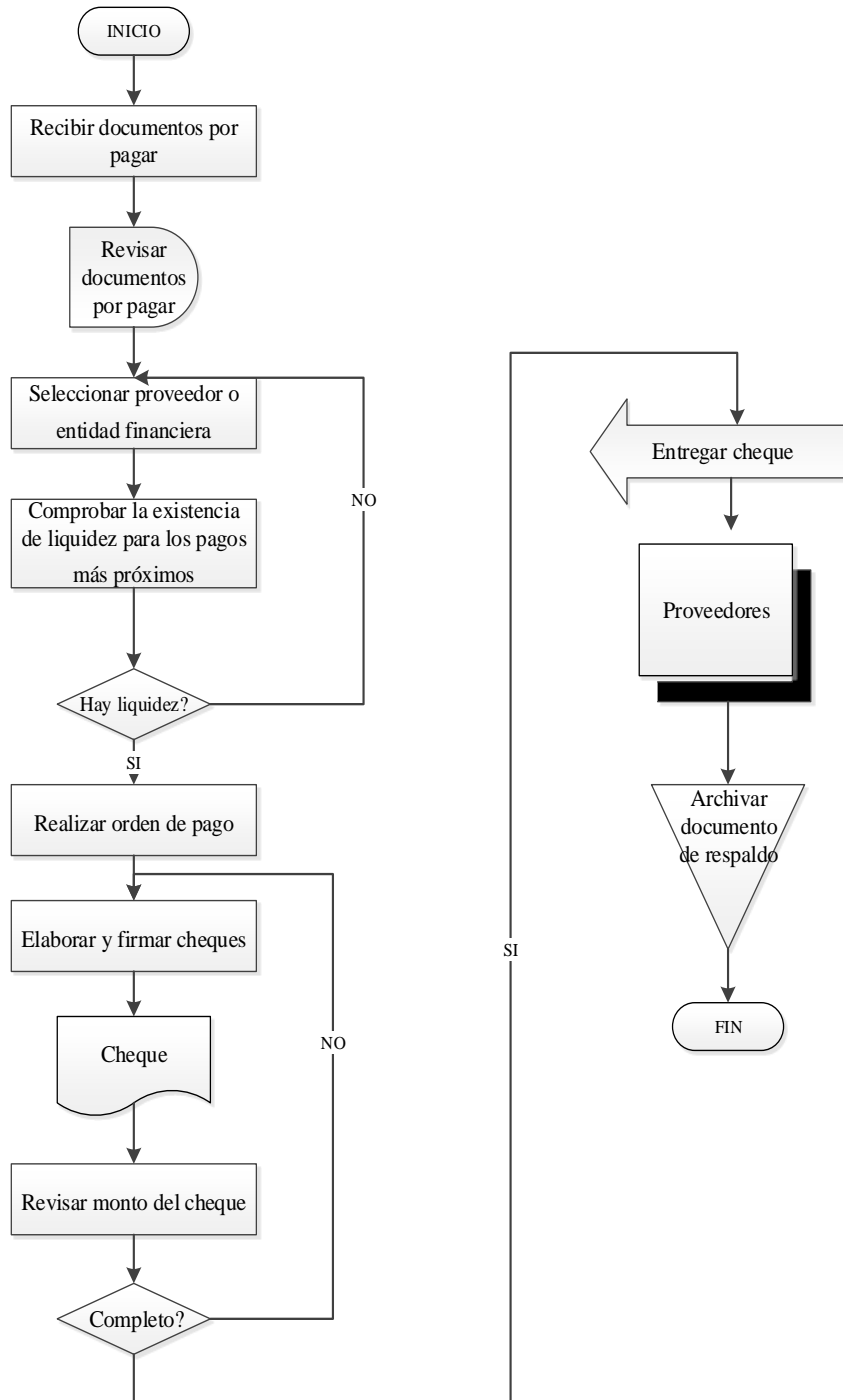 INICIO
Recibir documentos por
pagar
Revisar
documentos
por pagar
Seleccionar proveedor o
entidad financiera
Comprobar la existencia
de liquidez para los pagos
más próximos
NO
Hay liquidez?
SI
Realizar orden de pago
Elaborar y firmar cheques
Cheque
NO
Revisar monto del cheque
Completo?
SI
Entregar cheque
Proveedores
Archivar
documento
de respaldo
FIN